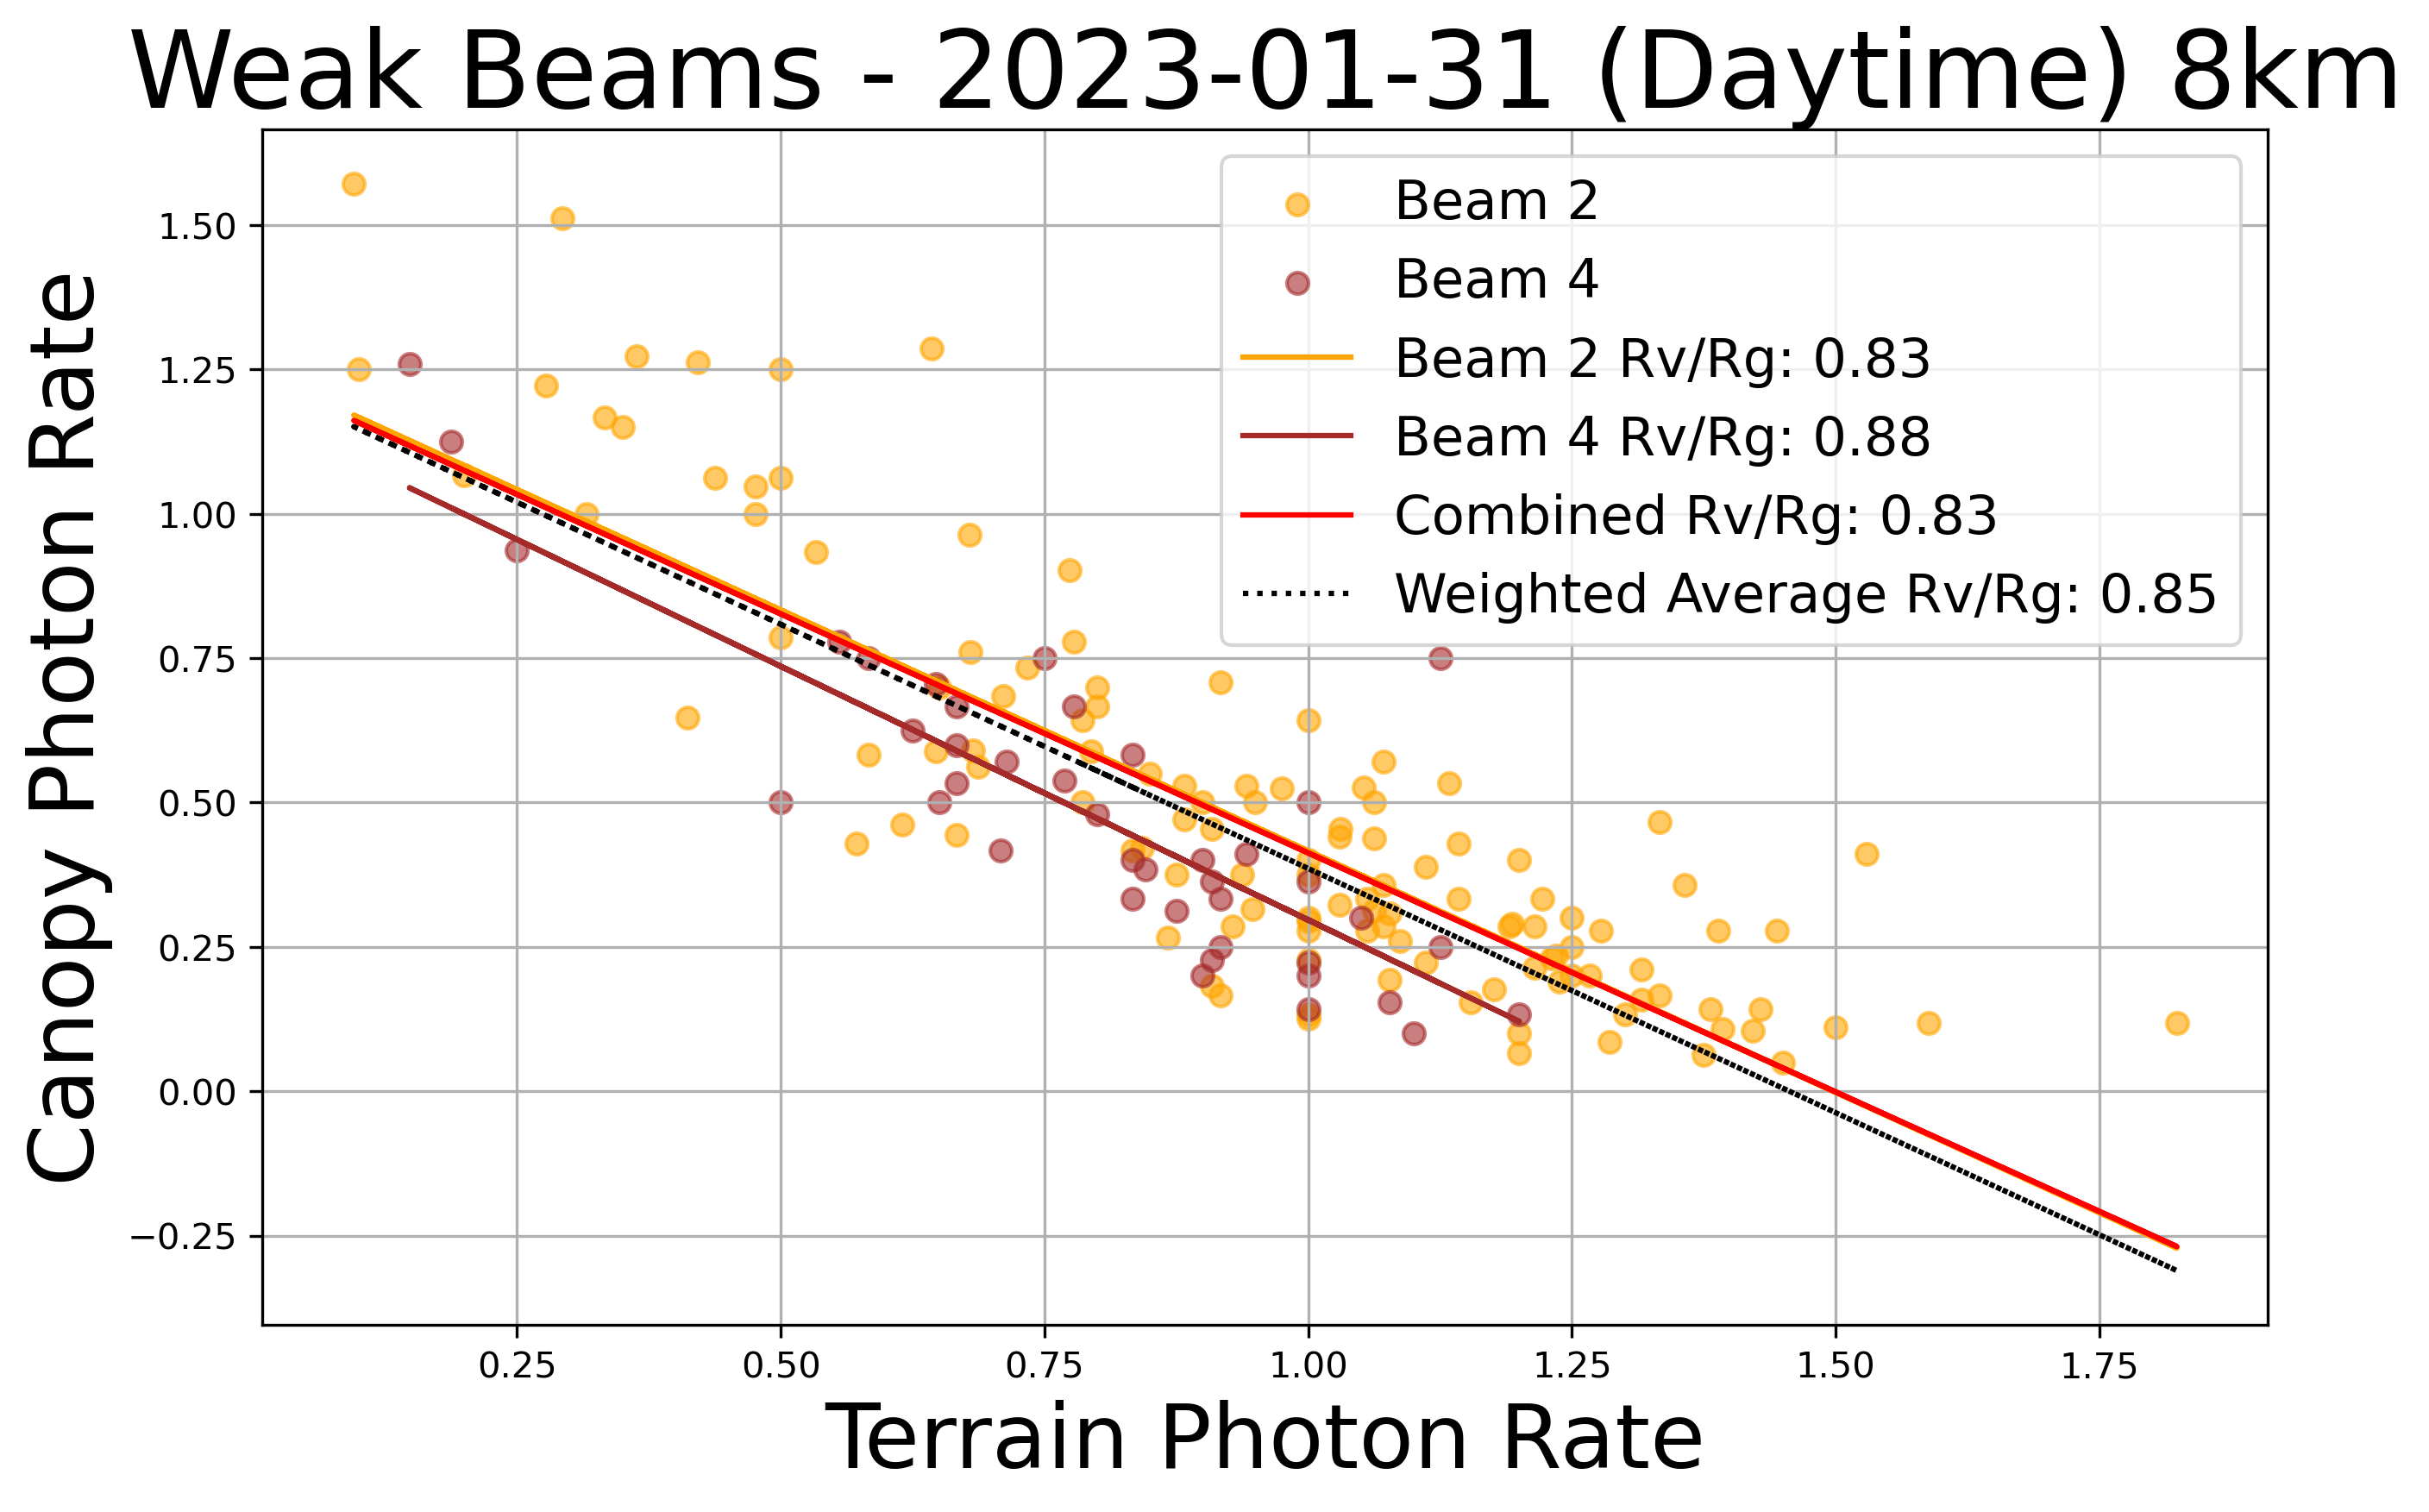 Weak Beams - 2023-01-31 (Daytime) 8km
Beam 2
Beam 4
Beam 2 Rv/Rg: 0.83
Beam 4 Rv/Rg: 0.88
Combined Rv/Rg: 0.83
Weighted Average Rv/Rg: 0.85
Canopy Photon Rate
1.50
1.25
1.00
0.75
0.50
0.25
0.00
−0.25
0.25 0.50 0.75 1.00 1.25 1.50 1.75
Terrain Photon Rate